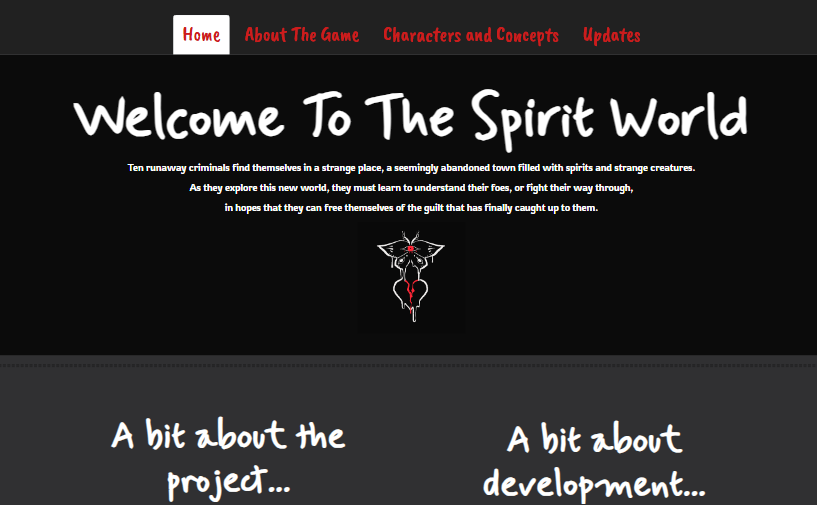 Home About The Game Characters and Concepts Updates
Welcome To The Spirit World
Ten runaway criminals find themselves in a strange place, a seemingly abandoned town filled with spirits and strange creatures.
As they explore this new world, they must learn to understand their foes, or fight their way through,
in hopes that they can free themselves of the guilt that has finally caught up to them.
A bit about the
project...
A bit about
development...